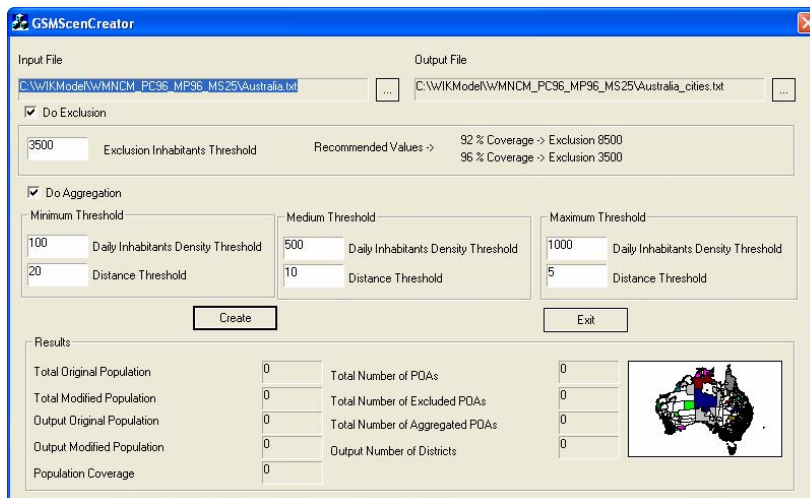 GSMScenCreator
Input File
Output File
C:\WIKModel\WMNCM_PC96_MP96_MS25\Australia.txt
...
C:\WIKModel\WMNCM_PC96_MP96_MS25\Australia_cities.txt
...
Do Exclusion
3500
Exclusion Inhabitants Threshold
Recommended Values ->
92 % Coverage -> Exclusion 8500
96 % Coverage -> Exclusion 3500
Do Aggregation
Minimum Threshold
100 Daily Inhabitants Density Threshold
20 Distance Threshold
Medium Threshold
500 Daily Inhabitants Density Threshold
10 Distance Threshold
Maximum Threshold
1000 Daily Inhabitants Density Threshold
5 Distance Threshold
Create
Exit
Results
Total Original Population 0
Total Modified Population 0
Output Original Population 0
Output Modified Population 0
Population Coverage 0
Total Number of POAs 0
Total Number of Excluded POAs 0
Total Number of Aggregated POAs 0
Output Number of Districts 0